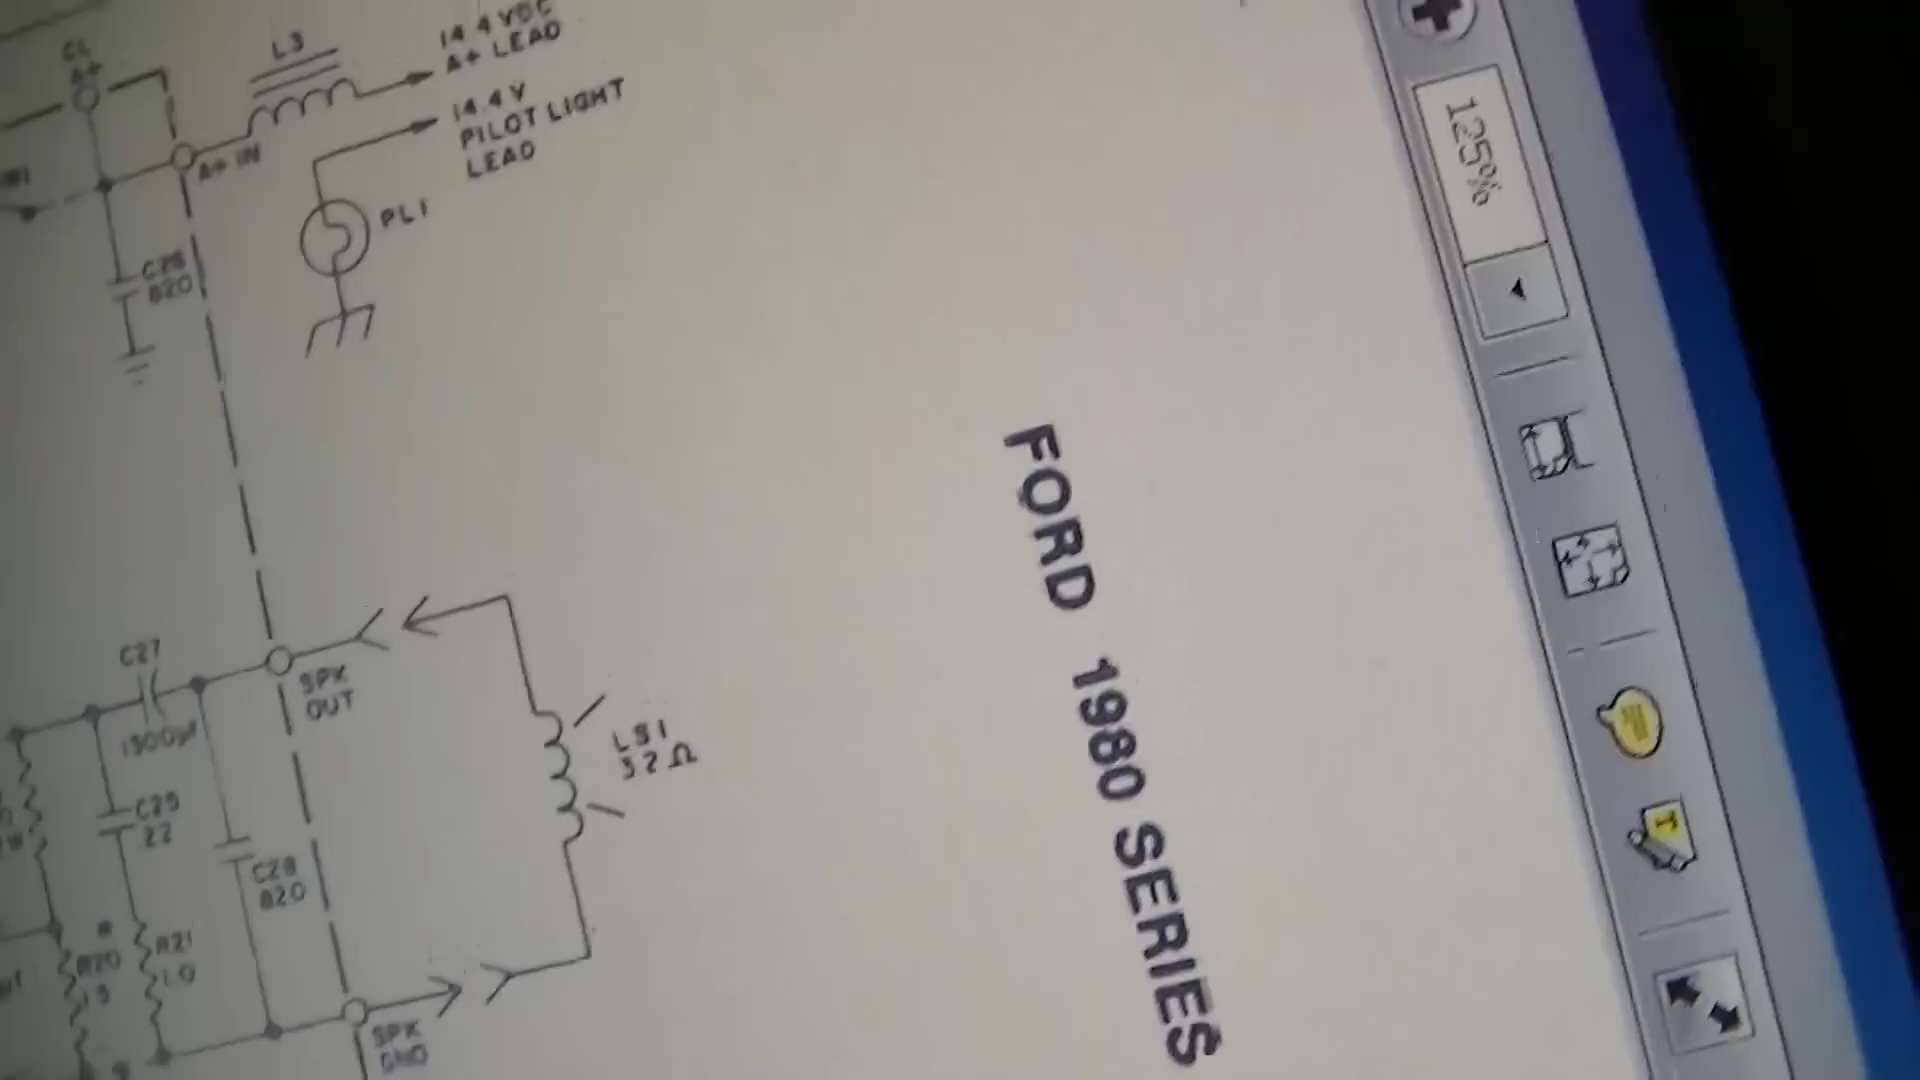 L3
14.4 VDC
A+ LEAD
A+
14.4 V
PILOT LIGHT
LEAD
A+ IN
PL1
C26
820
125%
FORD 1980 SERIES
C27
SPK
OUT
LS1
3.2 Ω
C25
22
C28
820
R21
1.0
R20
SPK
GND